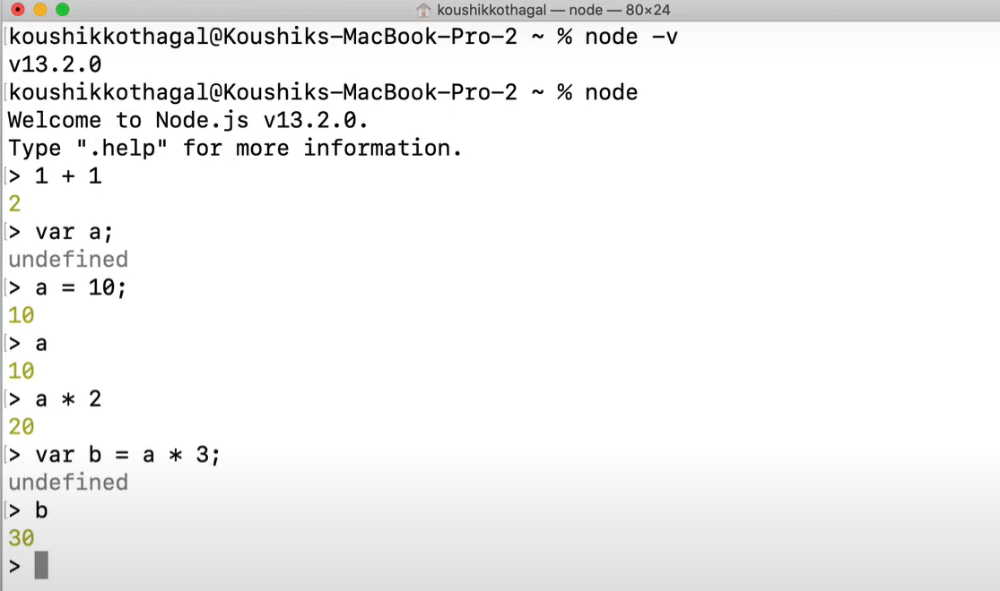 koushikkothagal — node — 80×24
koushikkothagal@Koushiks-MacBook-Pro-2 ~ % node -v
v13.2.0
koushikkothagal@Koushiks-MacBook-Pro-2 ~ % node
Welcome to Node.js v13.2.0.
Type ".help" for more information.
> 1 + 1
2
> var a;
undefined
> a = 10;
10
> a
10
> a * 2
20
> var b = a * 3;
undefined
> b
30
>